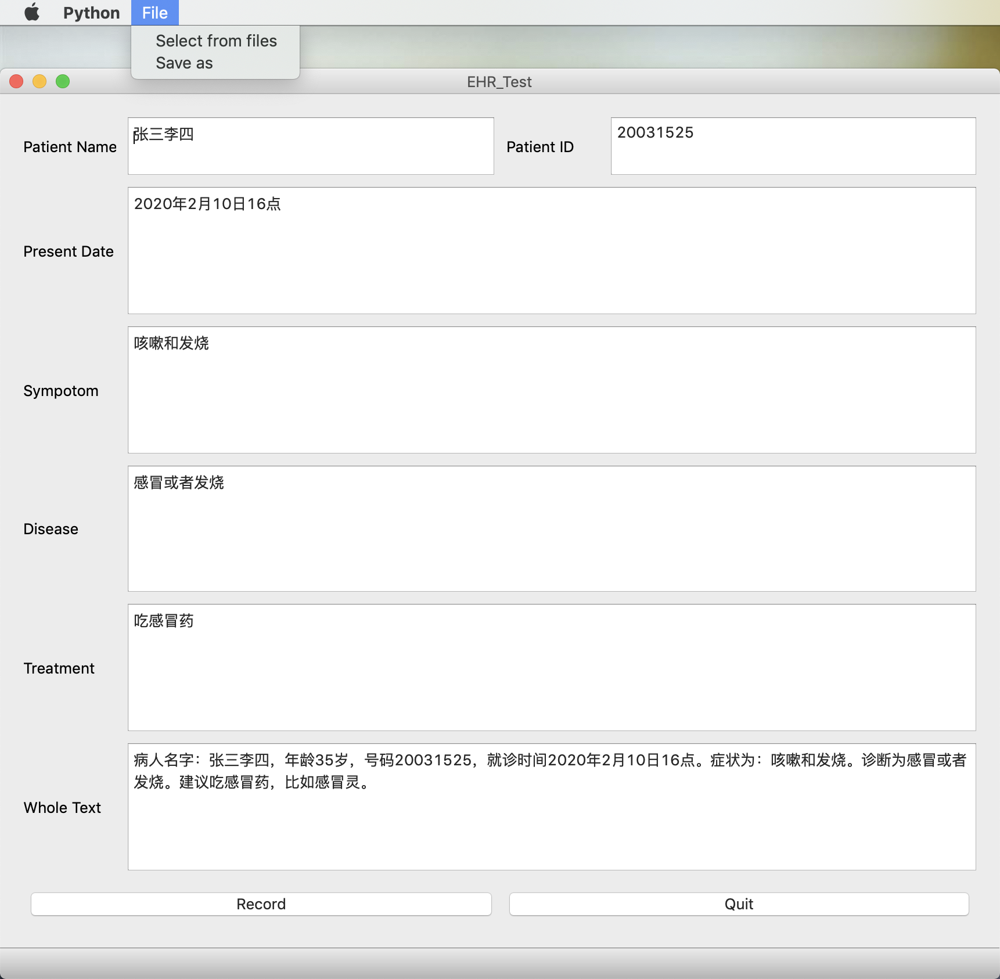 Python File
Select from files
Save as
EHR_Test
Patient Name 张三李四 Patient ID 20031525
Present Date 2020年2月10日16点
Sympotom 咳嗽和发烧
Disease 感冒或者发烧
Treatment 吃感冒药
Whole Text 病人名字：张三李四，年龄35岁，号码20031525，就诊时间2020年2月10日16点。症状为：咳嗽和发烧。诊断为感冒或者
发烧。建议吃感冒药，比如感冒灵。
Record Quit